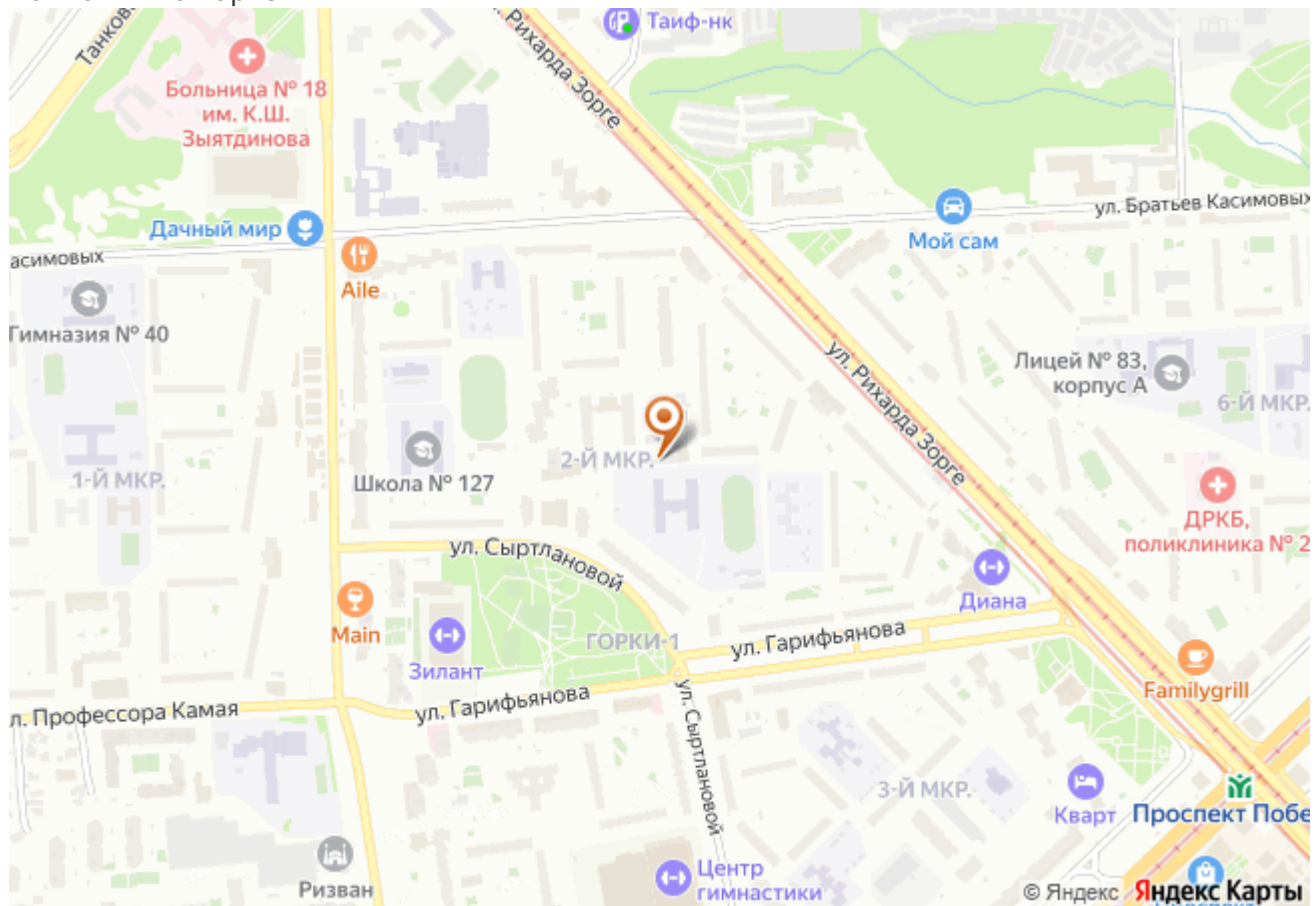 Танков
Больница № 18
им. К.Ш.
Зыятдинова
Таиф-нк
ул. Рихарда Зорге
Дачный мир
Мой сам
ул. Братьев Касимовых
асимовых
Aile
Гимназия № 40
Лицей № 83,
корпус А
6-Й МКР.
ул. Рихарда Зорге
Школа № 127
2-Й МКР.
1-Й МКР.
ДРКБ,
поликлиника № 2
ул. Сыртлановой
Диана
Main
Зилант
ГОРКИ-1
ул. Гарифьянова
Familygrill
л. Профессора Камая
ул. Гарифьянова
ул. Сыртлановой
3-Й МКР.
Кварт
Проспект Побе
Ризван
Центр
гимнастики
© Яндекс Яндекс Карты